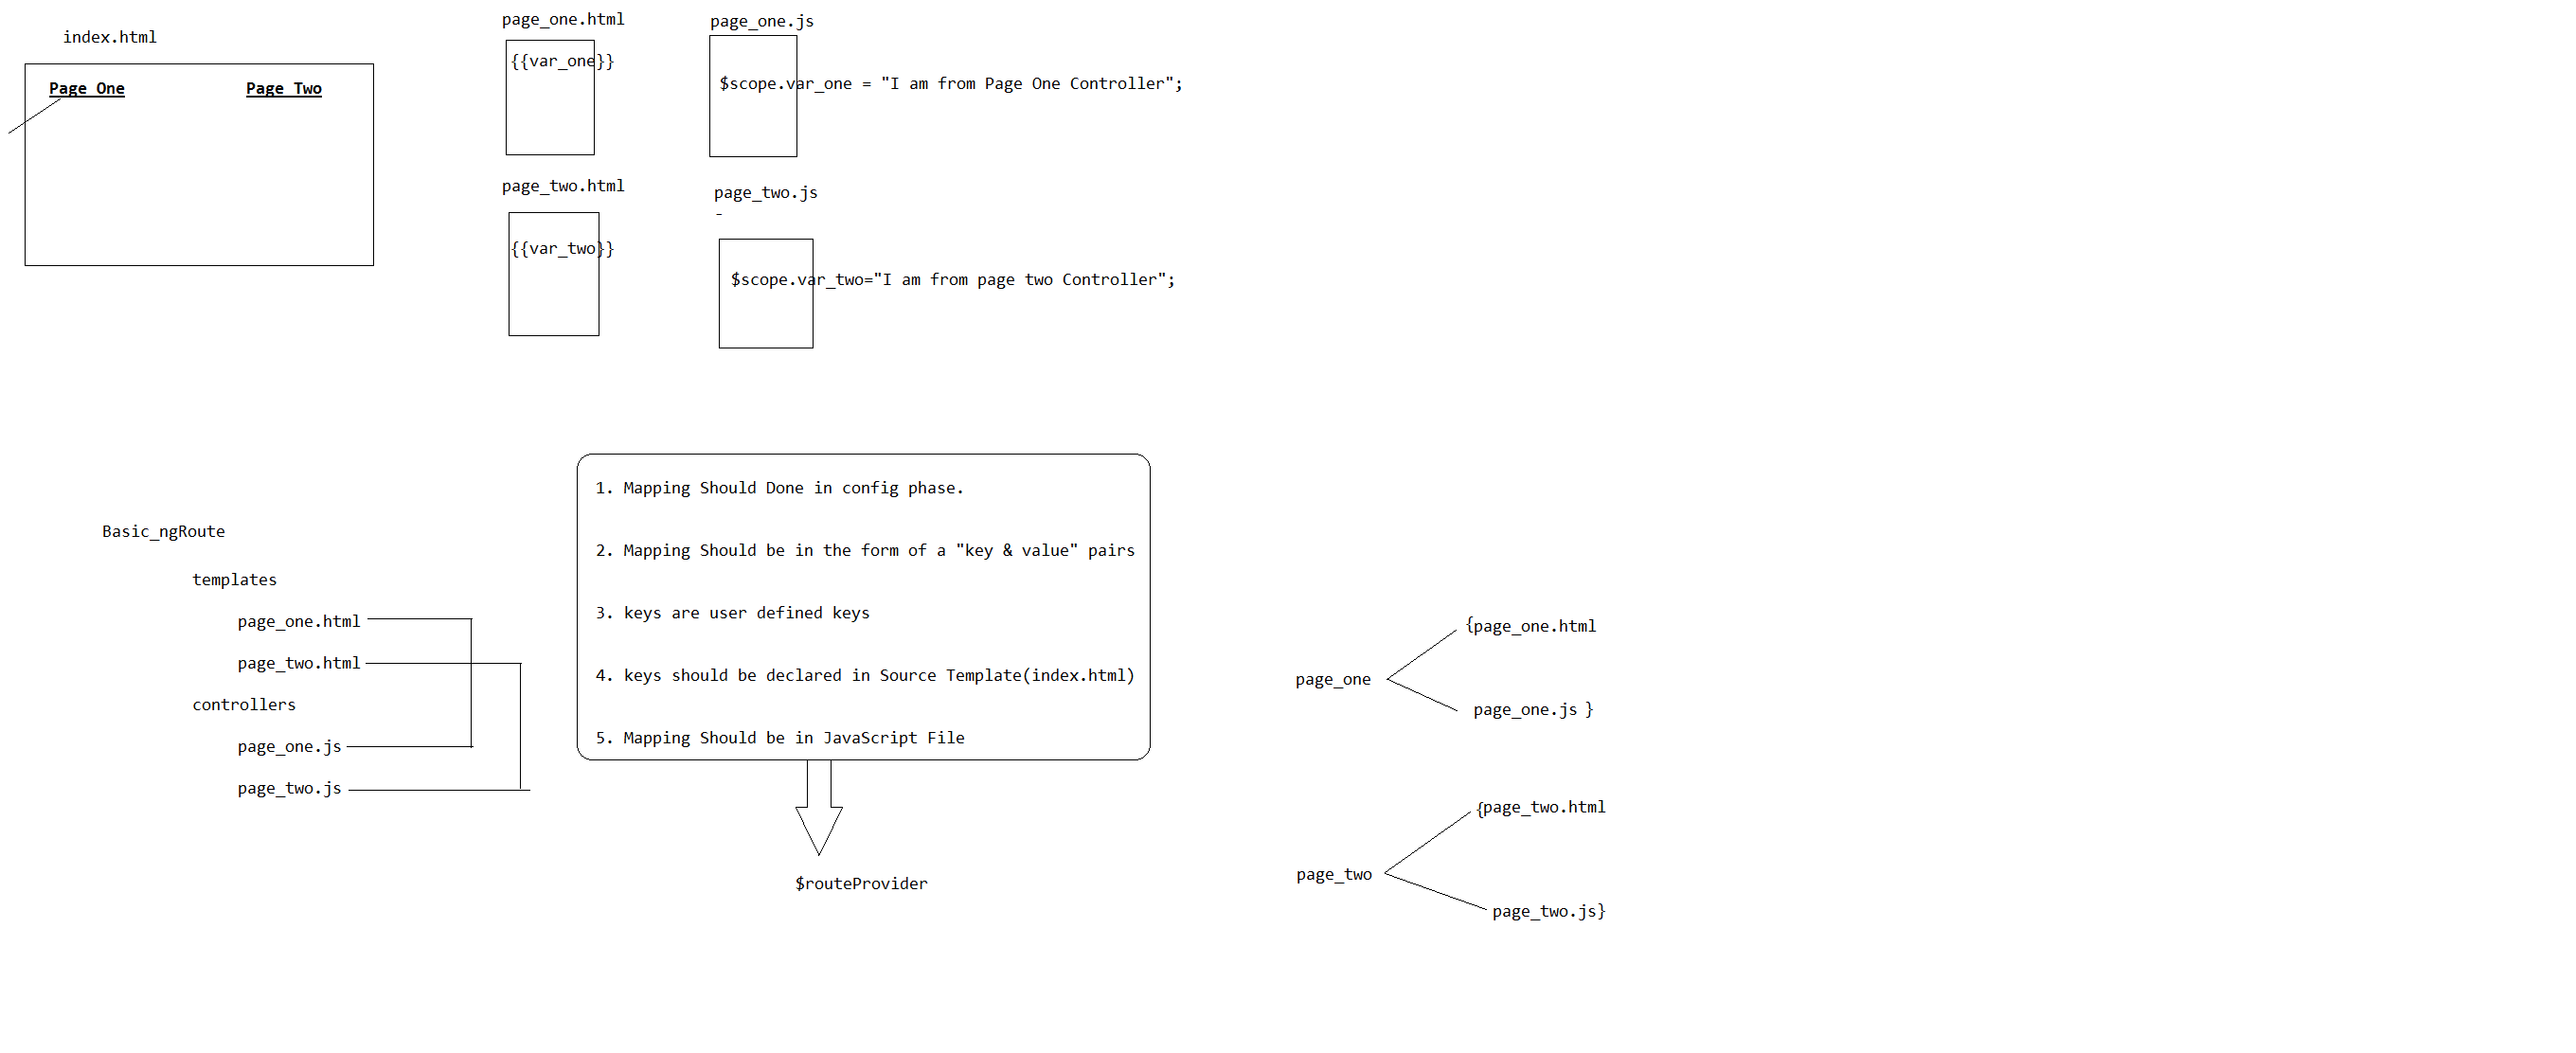 index.html
Page One Page Two
page_one.html
{{var_one}}
page_one.js
$scope.var_one = "I am from Page One Controller";
page_two.html
{{var_two}}
page_two.js
-
$scope.var_two="I am from page two Controller";
Basic_ngRoute
templates
page_one.html
page_two.html
controllers
page_one.js
page_two.js
1. Mapping Should Done in config phase.
2. Mapping Should be in the form of a "key & value" pairs
3. keys are user defined keys
4. keys should be declared in Source Template(index.html)
5. Mapping Should be in JavaScript File
$routeProvider
page_one
{page_one.html
page_one.js }
page_two
{page_two.html
page_two.js}